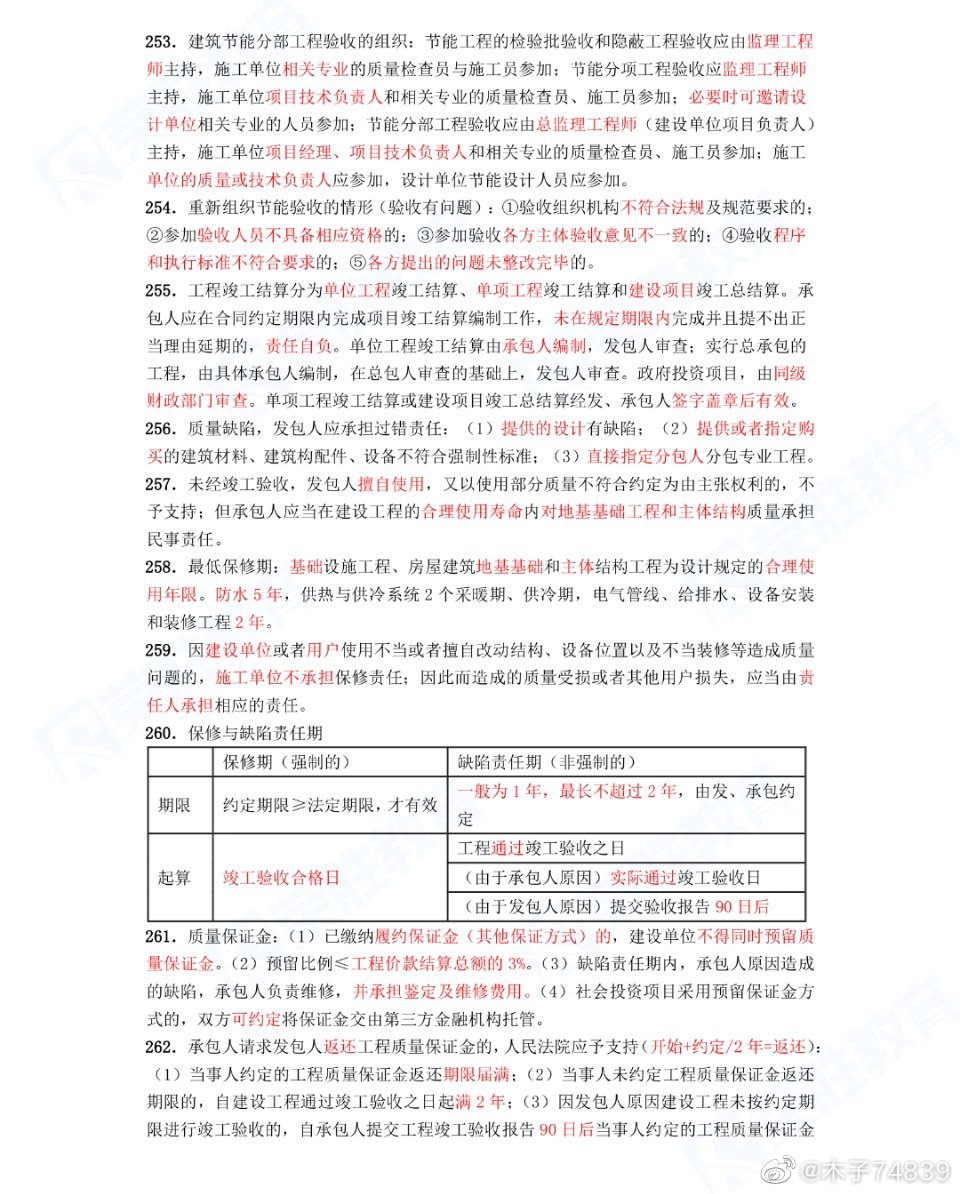 253．建筑节能分部工程验收的组织：节能工程的检验批验收和隐蔽工程验收应由监理工程
师主持，施工单位相关专业的质量检查员与施工员参加；节能分项工程验收应监理工程师
主持，施工单位项目技术负责人和相关专业的质量检查员、施工员参加；必要时可邀请设
计单位相关专业的人员参加；节能分部工程验收应由总监理工程师（建设单位项目负责人）
主持，施工单位项目经理、项目技术负责人和相关专业的质量检查员、施工员参加；施工
单位的质量或技术负责人应参加，设计单位节能设计人员应参加。
254．重新组织节能验收的情形（验收有问题）：①验收组织机构不符合法规及规范要求的；
②参加验收人员不具备相应资格的；③参加验收各方主体验收意见不一致的；④验收程序
和执行标准不符合要求的；⑤各方提出的问题未整改完毕的。
255．工程竣工结算分为单位工程竣工结算、单项工程竣工结算和建设项目竣工总结算。承
包人应在合同约定期限内完成项目竣工结算编制工作，未在规定期限内完成并且提不出正
当理由延期的，责任自负。单位工程竣工结算由承包人编制，发包人审查；实行总承包的
工程，由具体承包人编制，在总包人审查的基础上，发包人审查。政府投资项目，由同级
财政部门审查。单项工程竣工结算或建设项目竣工总结算经发、承包人签字盖章后有效。
256．质量缺陷，发包人应承担过错责任：（1）提供的设计有缺陷；（2）提供或者指定购
买的建筑材料、建筑构配件、设备不符合强制性标准；（3）直接指定分包人分包专业工程。
257．未经竣工验收，发包人擅自使用，又以使用部分质量不符合约定为由主张权利的，不
予支持；但承包人应当在建设工程的合理使用寿命内对地基基础工程和主体结构质量承担
民事责任。
258．最低保修期：基础设施工程、房屋建筑地基基础和主体结构工程为设计规定的合理使
用年限。防水 5 年，供热与供冷系统 2 个采暖期、供冷期，电气管线、给排水、设备安装
和装修工程 2 年。
259．因建设单位或者用户使用不当或者擅自改动结构、设备位置以及不当装修等造成质量
问题的，施工单位不承担保修责任；因此而造成的质量受损或者其他用户损失，应当由责
任人承担相应的责任。
260．保修与缺陷责任期
保修期（强制的） 缺陷责任期（非强制的）
期限 约定期限≥法定期限，才有效 一般为 1 年，最长不超过 2 年，由发、承包约
定
起算 竣工验收合格日 工程通过竣工验收之日
（由于承包人原因）实际通过竣工验收日
（由于发包人原因）提交验收报告 90 日后
261．质量保证金：（1）已缴纳履约保证金（其他保证方式）的，建设单位不得同时预留质
量保证金。（2）预留比例≤工程价款结算总额的 3%。（3）缺陷责任期内，承包人原因造成
的缺陷，承包人负责维修，并承担鉴定及维修费用。（4）社会投资项目采用预留保证金方
式的，双方可约定将保证金交由第三方金融机构托管。
262．承包人请求发包人返还工程质量保证金的，人民法院应予支持（开始+约定/2 年=返还）：
（1）当事人约定的工程质量保证金返还期限届满；（2）当事人未约定工程质量保证金返还
期限的，自建设工程通过竣工验收之日起满 2 年；（3）因发包人原因建设工程未按约定期
限进行竣工验收的，自承包人提交工程竣工验收报告 90 日后当事人约定的工程质量保证金
@木子74839